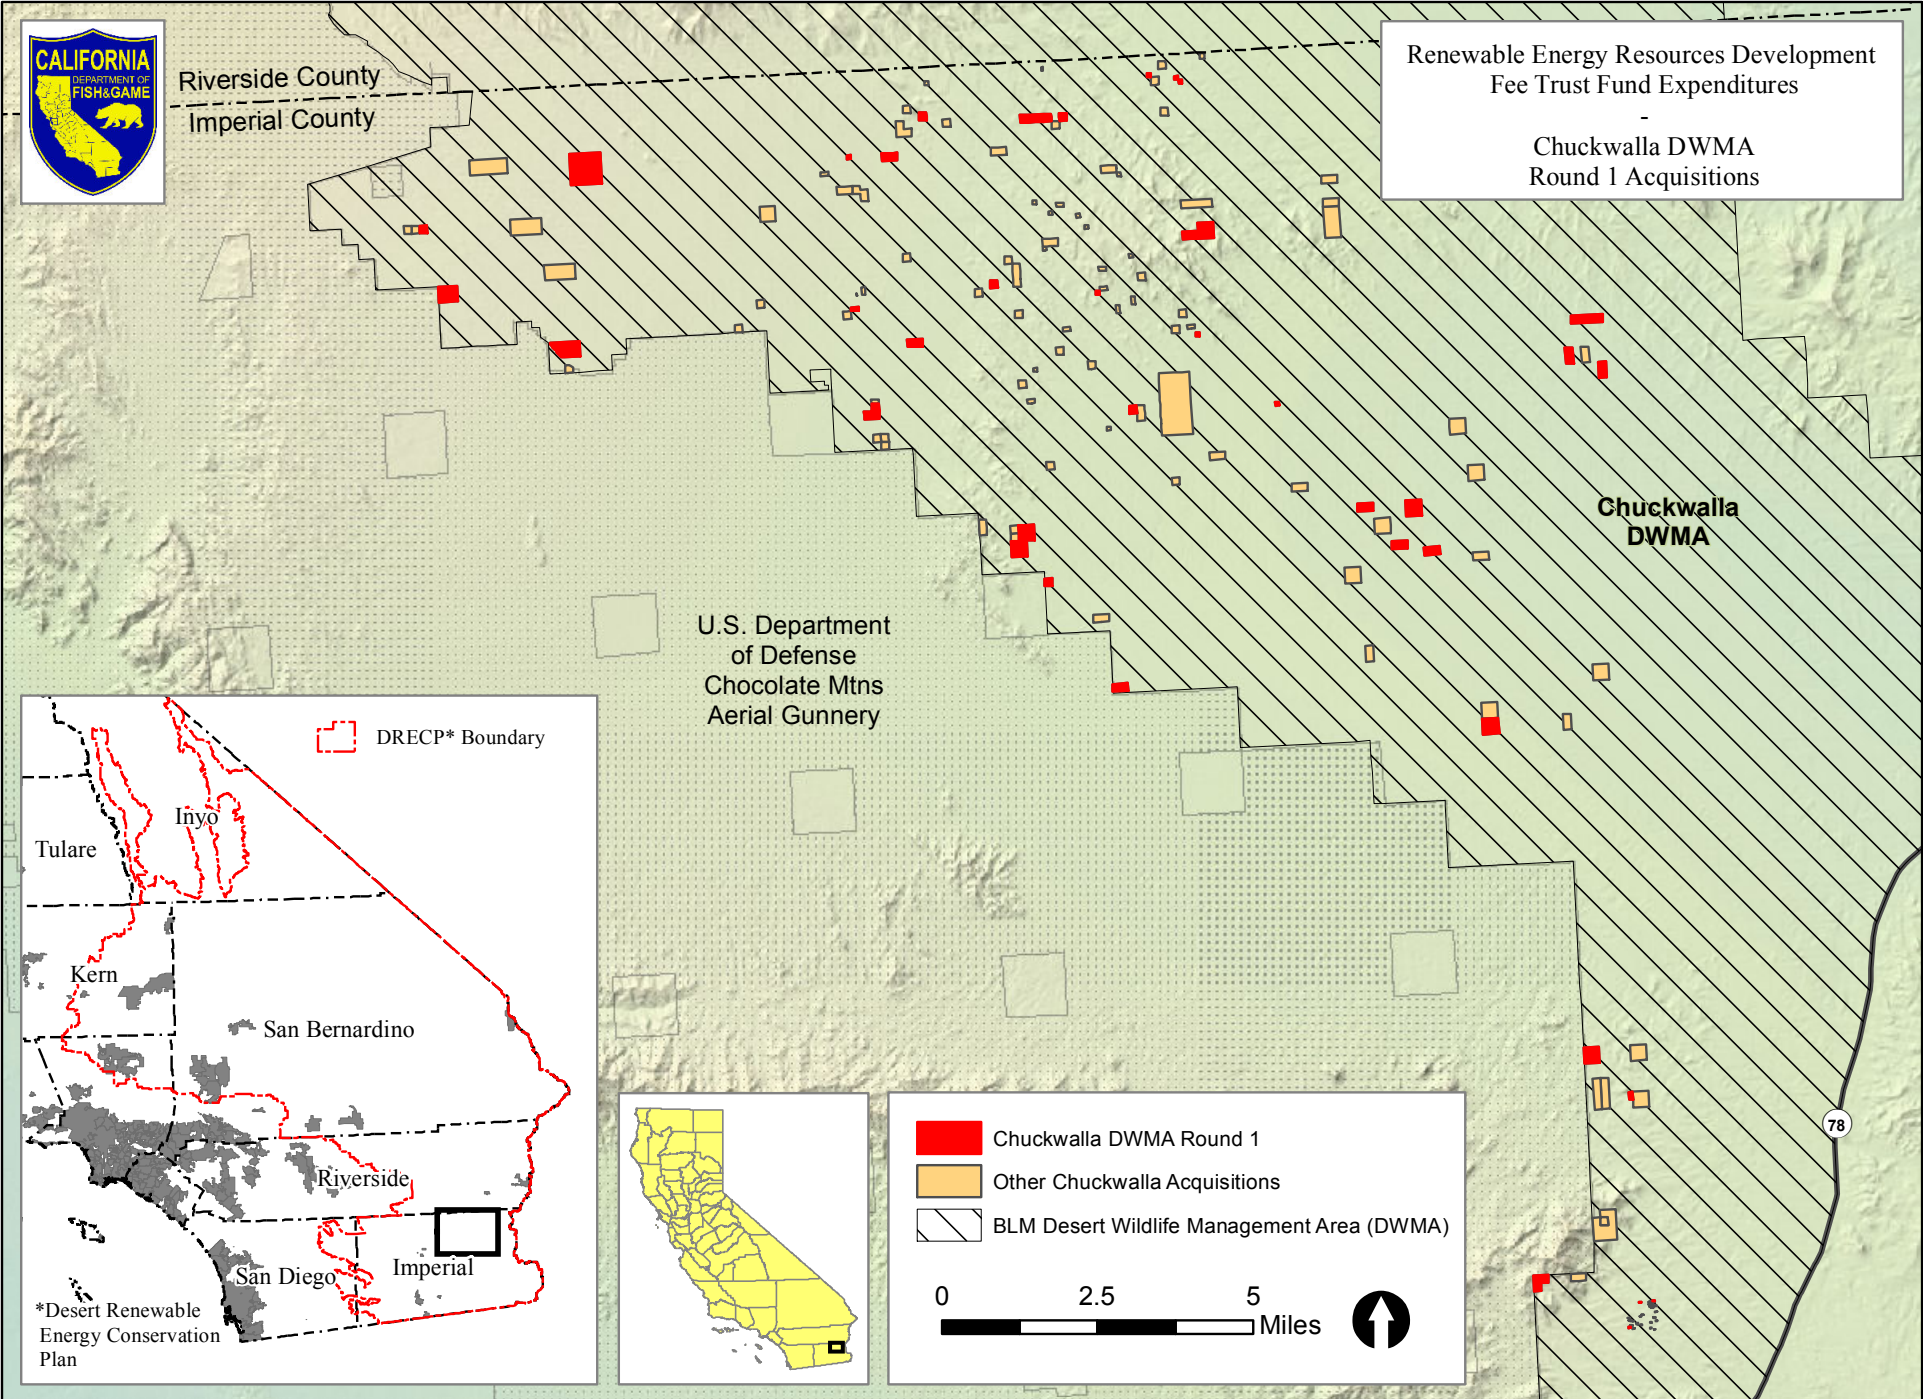 CALIFORNIA
DEPARTMENT OF
FISH&GAME
Riverside County
Imperial County
Renewable Energy Resources Development
Fee Trust Fund Expenditures
-
Chuckwalla DWMA
Round 1 Acquisitions
Chuckwalla
DWMA
U.S. Department
of Defense
Chocolate Mtns
Aerial Gunnery
DRECP* Boundary
Inyo
Tulare
Kern
San Bernardino
Riverside
San Diego
Imperial
*Desert Renewable
Energy Conservation
Plan
Chuckwalla DWMA Round 1
Other Chuckwalla Acquisitions
BLM Desert Wildlife Management Area (DWMA)
0 2.5 5
Miles
78